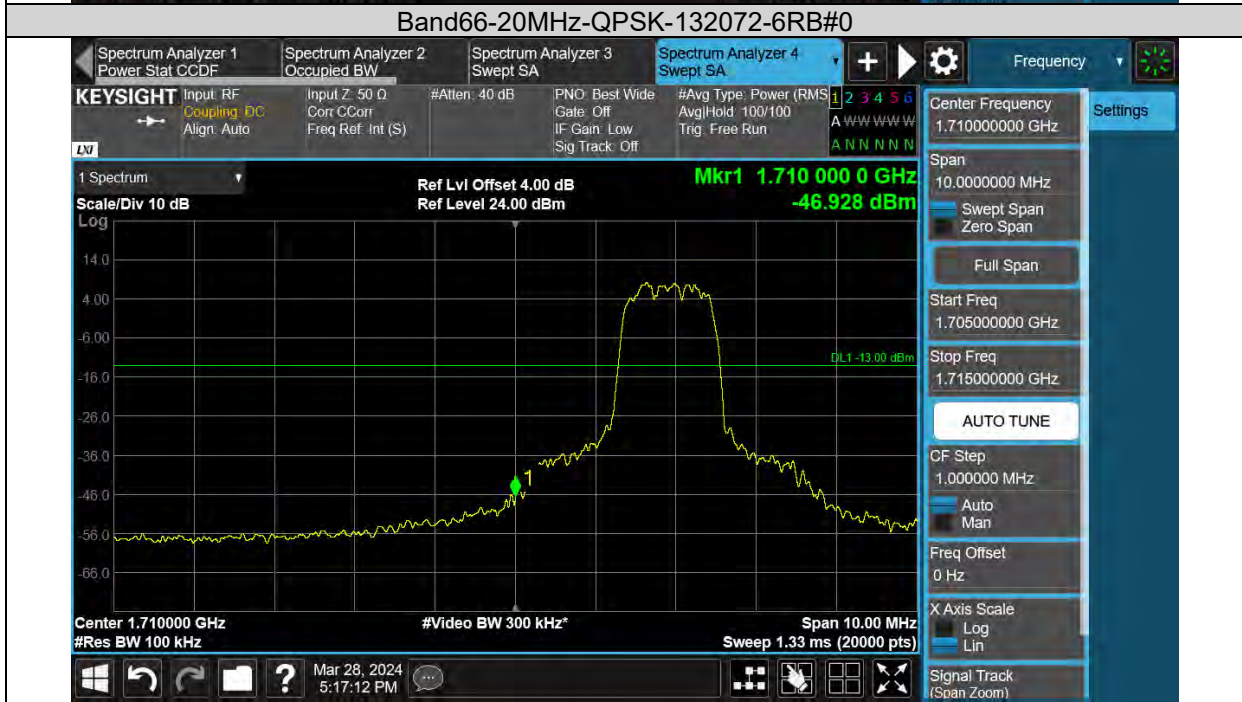 Band66-20MHz-QPSK-132072-6RB#0
Spectrum Analyzer 1
Power Stat CCDF
Spectrum Analyzer 2
Occupied BW
Spectrum Analyzer 3
Swept SA
Spectrum Analyzer 4
Swept SA
Frequency
KEYSIGHT
LXI
Input: RF
Coupling: DC
Align: Auto
Input Z: 50 Ω
Corr CCorr
Freq Ref: Int (S)
#Atten: 40 dB
PNO: Best Wide
Gate: Off
IF Gain: Low
Sig Track: Off
#Avg Type: Power (RMS
Avg|Hold: 100/100
Trig: Free Run
1 2 3 4 5 6
A W W W W W
A N N N N N
1 Spectrum
Scale/Div 10 dB
Log
Ref Lvl Offset 4.00 dB
Ref Level 24.00 dBm
Mkr1 1.710 000 0 GHz
-46.928 dBm
14.0
4.00
-6.00
-16.0
-26.0
-36.0
-46.0
-56.0
-66.0
DL1 -13.00 dBm
1
Center 1.710000 GHz
#Res BW 100 kHz
#Video BW 300 kHz*
Span 10.00 MHz
Sweep 1.33 ms (20000 pts)
Mar 28, 2024
5:17:12 PM
Center Frequency
1.710000000 GHz
Span
10.0000000 MHz
Swept Span
Zero Span
Full Span
Start Freq
1.705000000 GHz
Stop Freq
1.715000000 GHz
AUTO TUNE
CF Step
1.000000 MHz
Auto
Man
Freq Offset
0 Hz
X Axis Scale
Log
Lin
Signal Track
(Span Zoom)
Settings